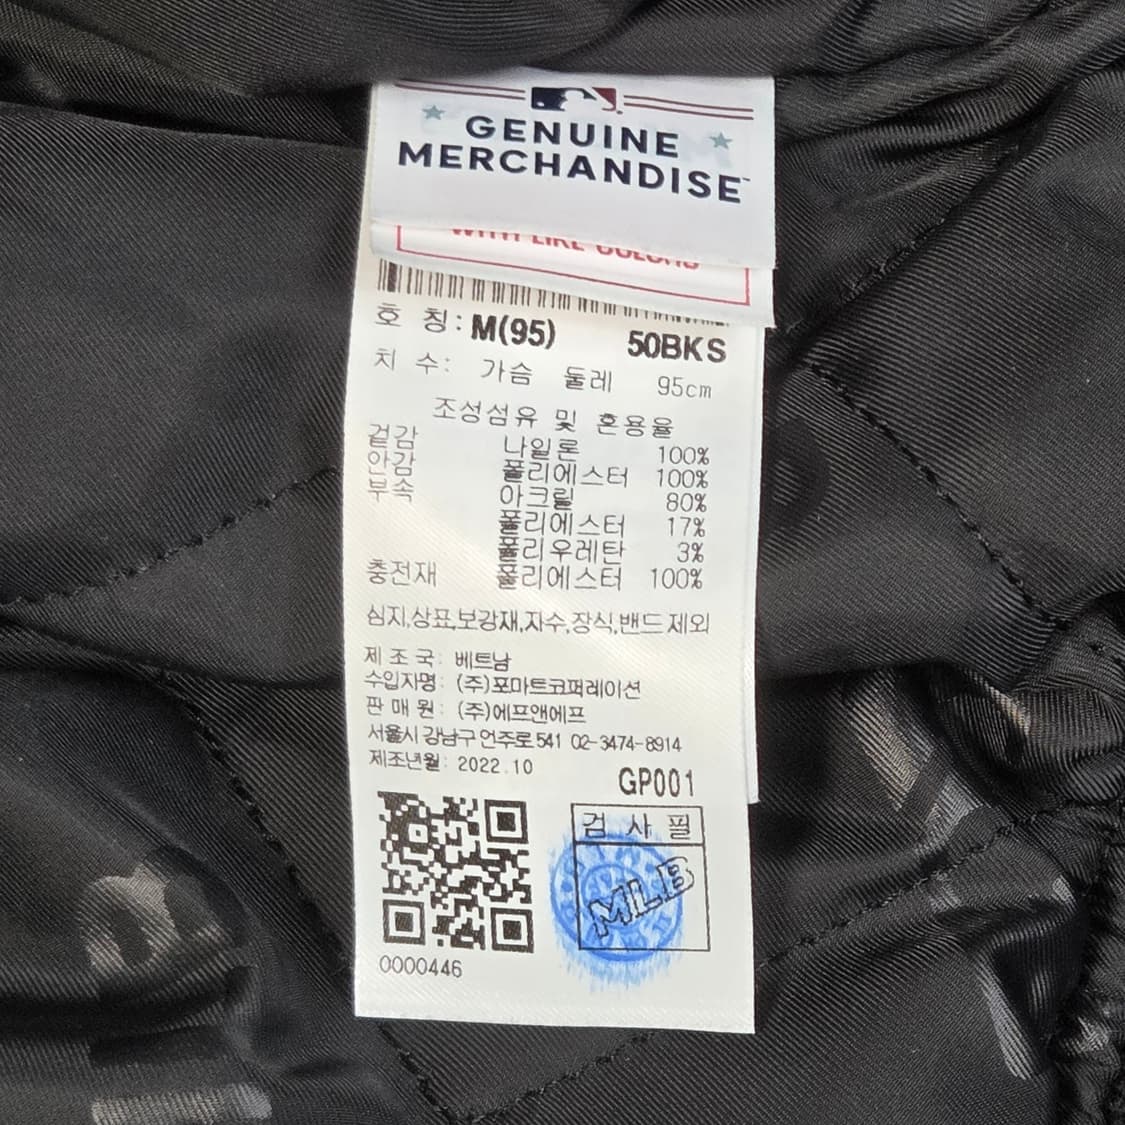 GENUINE
MERCHANDISE™
WITH LIKE COLORS
호 칭: M(95) 50BKS
치 수: 가슴 둘레 95cm
조성섬유 및 혼용율
겉감 나일론 100%
안감 폴리에스터 100%
부속 아크릴 80%
폴리에스터 17%
폴리우레탄 3%
충전재 폴리에스터 100%
심지,상표,보강재,자수,장식,밴드 제외
제 조 국: 베트남
수입자명: (주)포마트코퍼레이션
판 매 원: (주)에프앤에프
서울시 강남구 언주로 541 02-3474-8914
제조년월: 2022.10
GP001
검 사 필
MLB
0000446